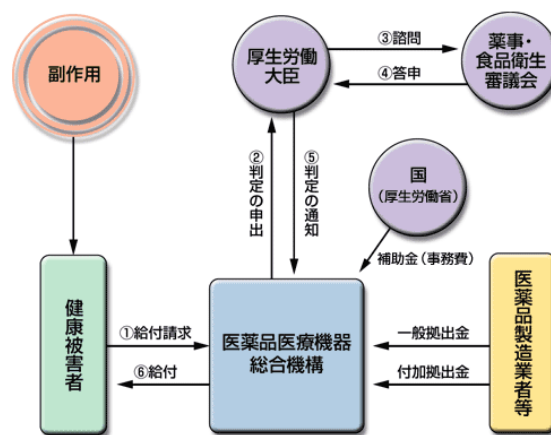 副作用
厚生労働
大臣
③諮問
④答申
薬事・
食品衛生
審議会
②判定の申出
⑤判定の通知
国
(厚生労働省)
補助金(事務費)
健康被害者
①給付請求
⑥給付
医薬品医療機器
総合機構
一般拠出金
付加拠出金
医薬品製造業者等